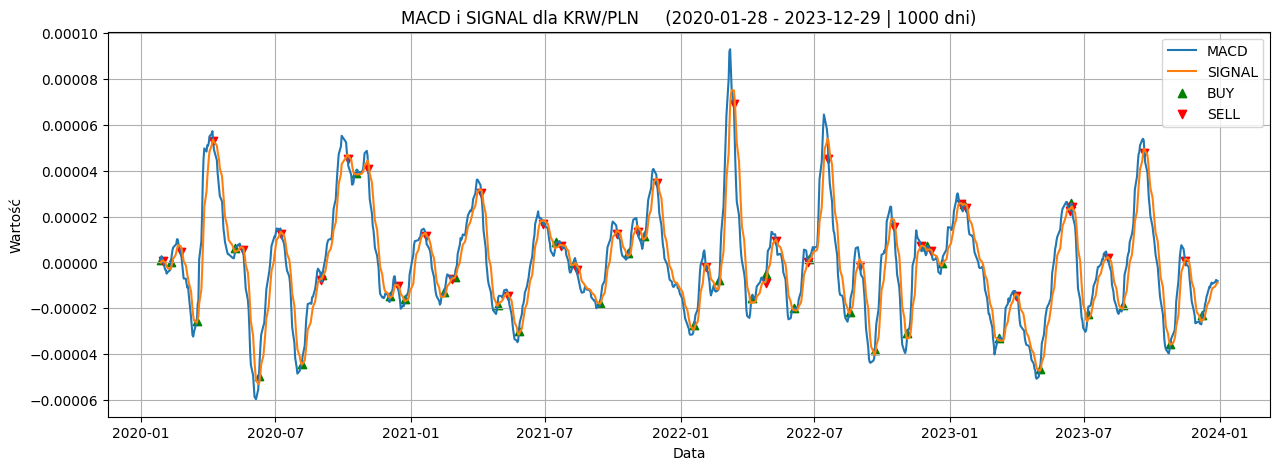 MACD i SIGNAL dla KRW/PLN     (2020-01-28 - 2023-12-29 | 1000 dni)
0.00010
0.00008
0.00006
0.00004
0.00002
0.00000
−0.00002
−0.00004
−0.00006
Wartość
MACD
SIGNAL
BUY
SELL
2020-01 2020-07 2021-01 2021-07 2022-01 2022-07 2023-01 2023-07 2024-01
Data